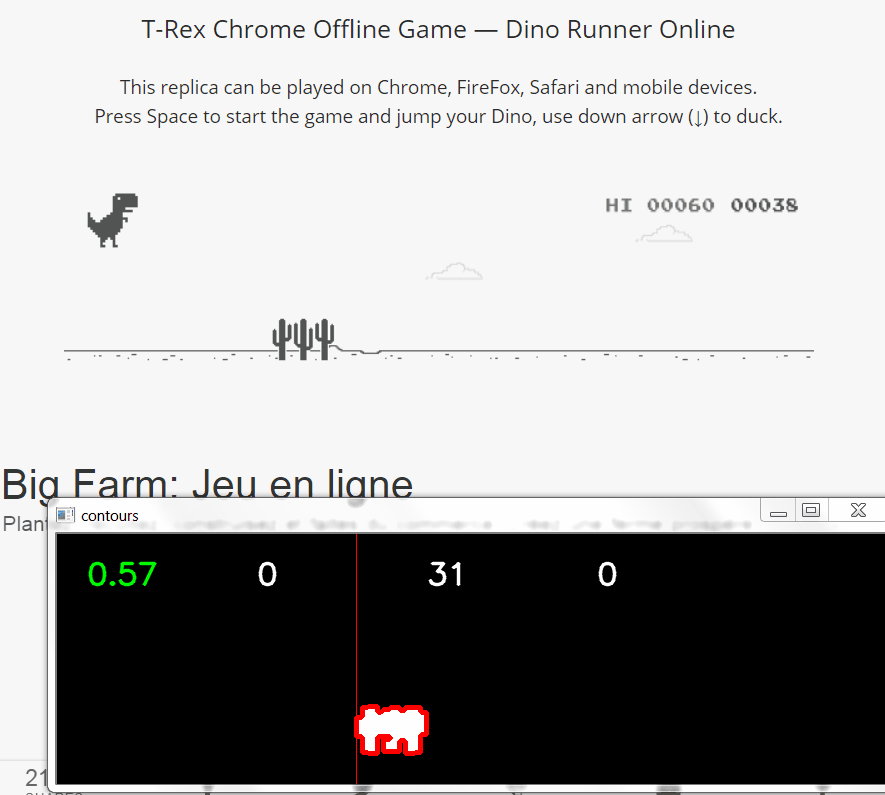 T-Rex Chrome Offline Game — Dino Runner Online
This replica can be played on Chrome, FireFox, Safari and mobile devices.
Press Space to start the game and jump your Dino, use down arrow (↓) to duck.
HI 00060 00038
Big Farm: Jeu en ligne
contours
0.57 0 31 0
21